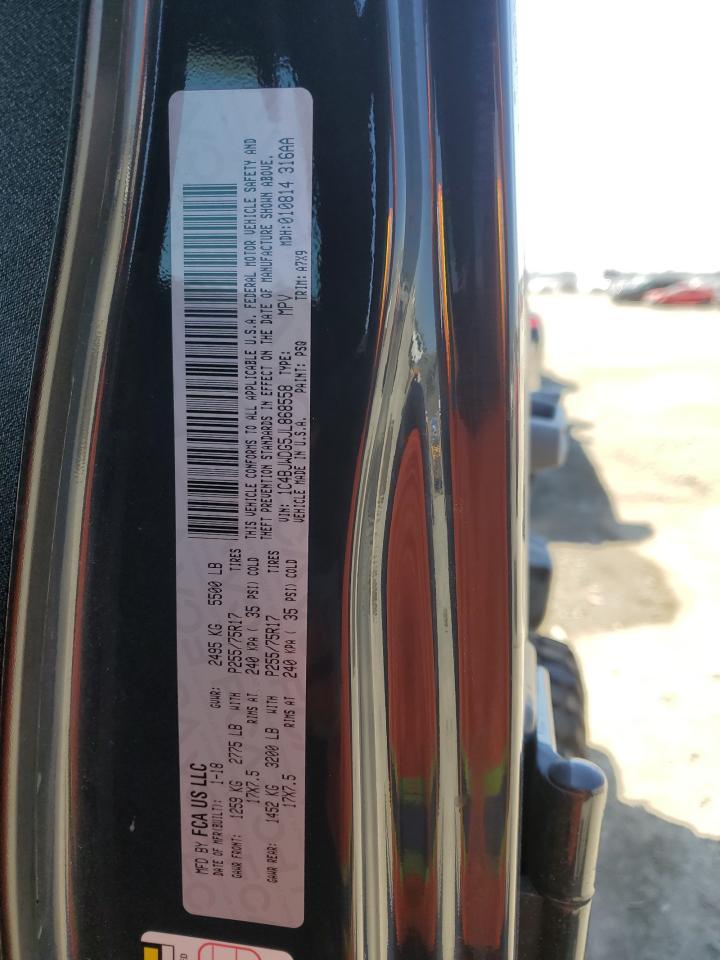 MFD BY FCA US LLC
DATE OF MFR(BUILT): 1-18 GVWR: 2495 KG 5500 LB
GAWR FRONT: 1259 KG 2775 LB WITH P255/75R17 TIRES
17X7.5 RIMS AT 240 KPA ( 35 PSI) COLD
GAWR REAR: 1452 KG 3200 LB WITH P255/75R17 TIRES
17X7.5 RIMS AT 240 KPA ( 35 PSI) COLD
THIS VEHICLE CONFORMS TO ALL APPLICABLE U.S.A. FEDERAL MOTOR VEHICLE SAFETY AND
THEFT PREVENTION STANDARDS IN EFFECT ON THE DATE OF MANUFACTURE SHOWN ABOVE.
VIN: 1C4BJWDG5JL868558 TYPE: MPV MDH:010814 316AA
VEHICLE MADE IN U.S.A. PAINT: PSQ TRIM: A7X9